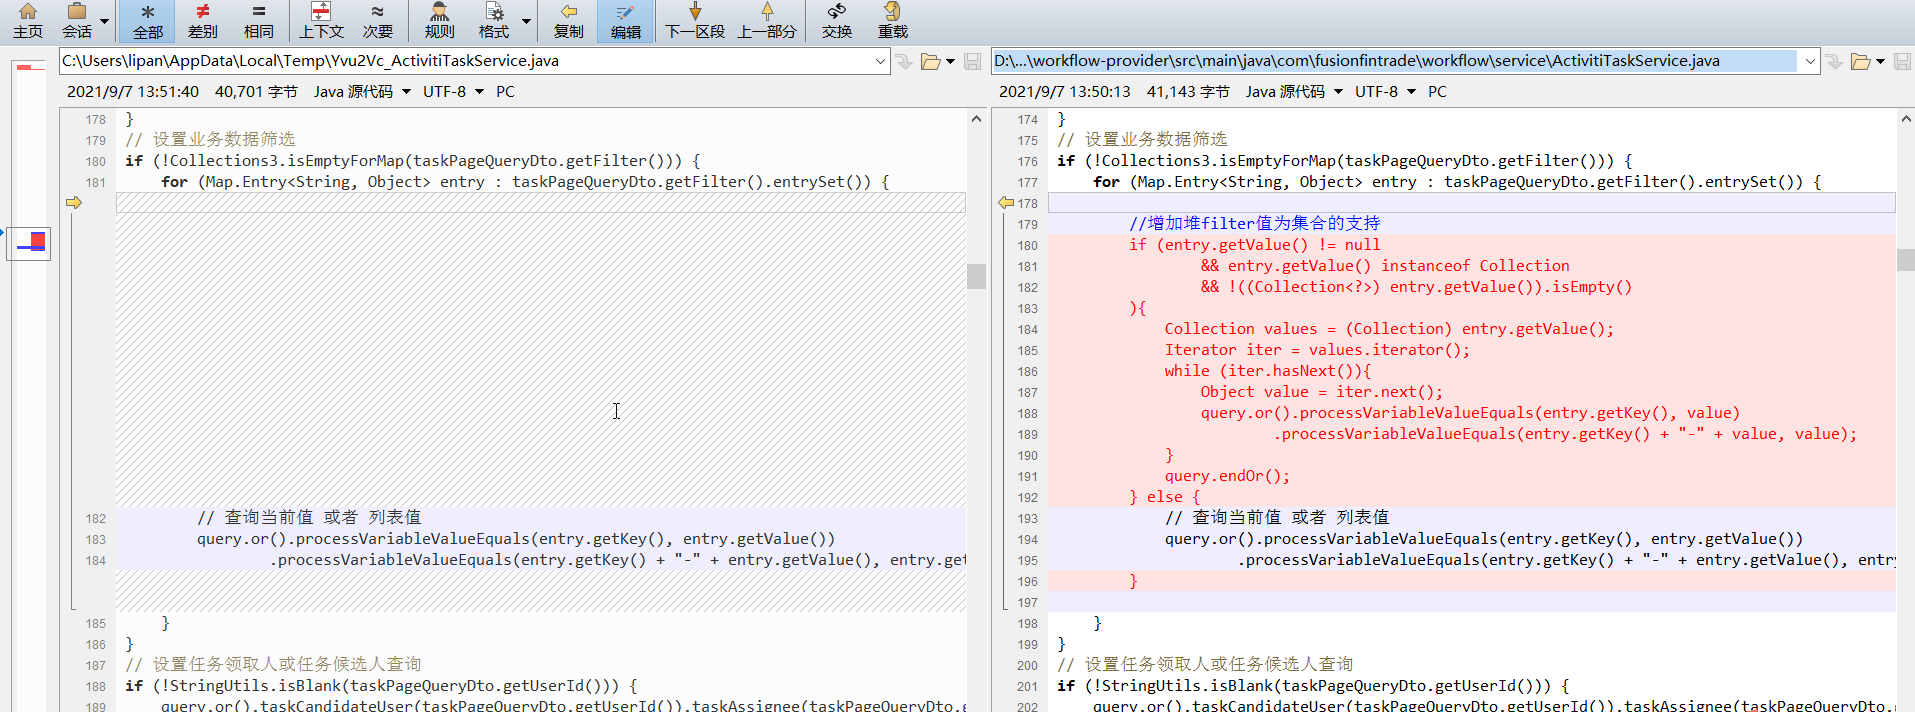 主页 会话 全部 差别 相同 上下文 次要 规则 格式 复制 编辑 下一区段 上一部分 交换 重载
C:\Users\lipan\AppData\Local\Temp\Yvu2Vc_ActivitiTaskService.java
2021/9/7 13:51:40 40,701 字节 Java 源代码 UTF-8 PC
178 }
179 // 设置业务数据筛选
180 if (!Collections3.isEmptyForMap(taskPageQueryDto.getFilter())) {
181 for (Map.Entry<String, Object> entry : taskPageQueryDto.getFilter().entrySet()) {
182 // 查询当前值 或者 列表值
183 query.or().processVariableValueEquals(entry.getKey(), entry.getValue())
184 .processVariableValueEquals(entry.getKey() + "-" + entry.getValue(), entry.get
185 }
186 }
187 // 设置任务领取人或任务候选人查询
188 if (!StringUtils.isBlank(taskPageQueryDto.getUserId())) {
189 query.or().taskCandidateUser(taskPageQueryDto.getUserId()).taskAssignee(taskPageQueryDto.
D:\...\workflow-provider\src\main\java\com\fusionfintrade\workflow\service\ActivitiTaskService.java
2021/9/7 13:50:13 41,143 字节 Java 源代码 UTF-8 PC
174 }
175 // 设置业务数据筛选
176 if (!Collections3.isEmptyForMap(taskPageQueryDto.getFilter())) {
177 for (Map.Entry<String, Object> entry : taskPageQueryDto.getFilter().entrySet()) {
178
179 //增加堆filter值为集合的支持
180 if (entry.getValue() != null
181 && entry.getValue() instanceof Collection
182 && !((Collection<?>) entry.getValue()).isEmpty()
183 ){
184 Collection values = (Collection) entry.getValue();
185 Iterator iter = values.iterator();
186 while (iter.hasNext()){
187 Object value = iter.next();
188 query.or().processVariableValueEquals(entry.getKey(), value)
189 .processVariableValueEquals(entry.getKey() + "-" + value, value);
190 }
191 query.endOr();
192 } else {
193 // 查询当前值 或者 列表值
194 query.or().processVariableValueEquals(entry.getKey(), entry.getValue())
195 .processVariableValueEquals(entry.getKey() + "-" + entry.getValue(), entry
196 }
197
198 }
199 }
200 // 设置任务领取人或任务候选人查询
201 if (!StringUtils.isBlank(taskPageQueryDto.getUserId())) {
202 query.or().taskCandidateUser(taskPageQueryDto.getUserId()).taskAssignee(taskPageQueryDto.